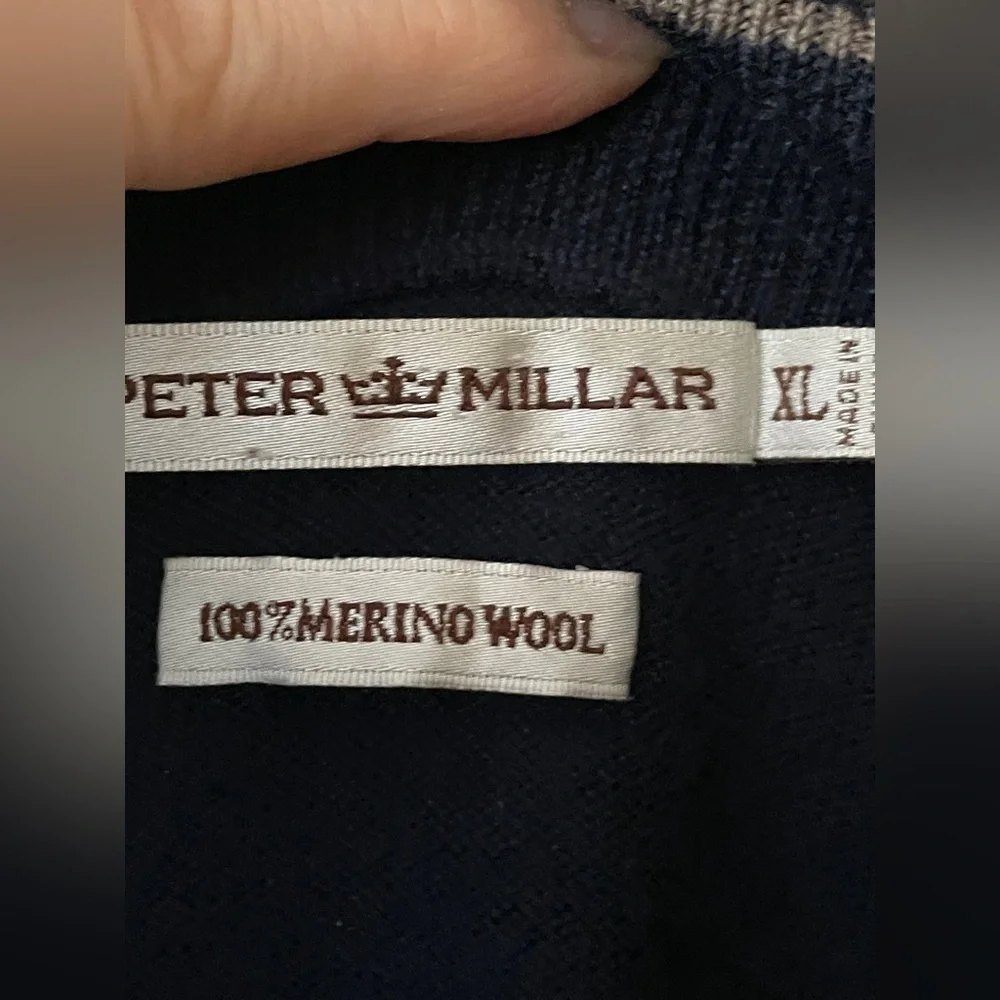 PETER MILLAR
XL
MADE IN
100% MERINO WOOL